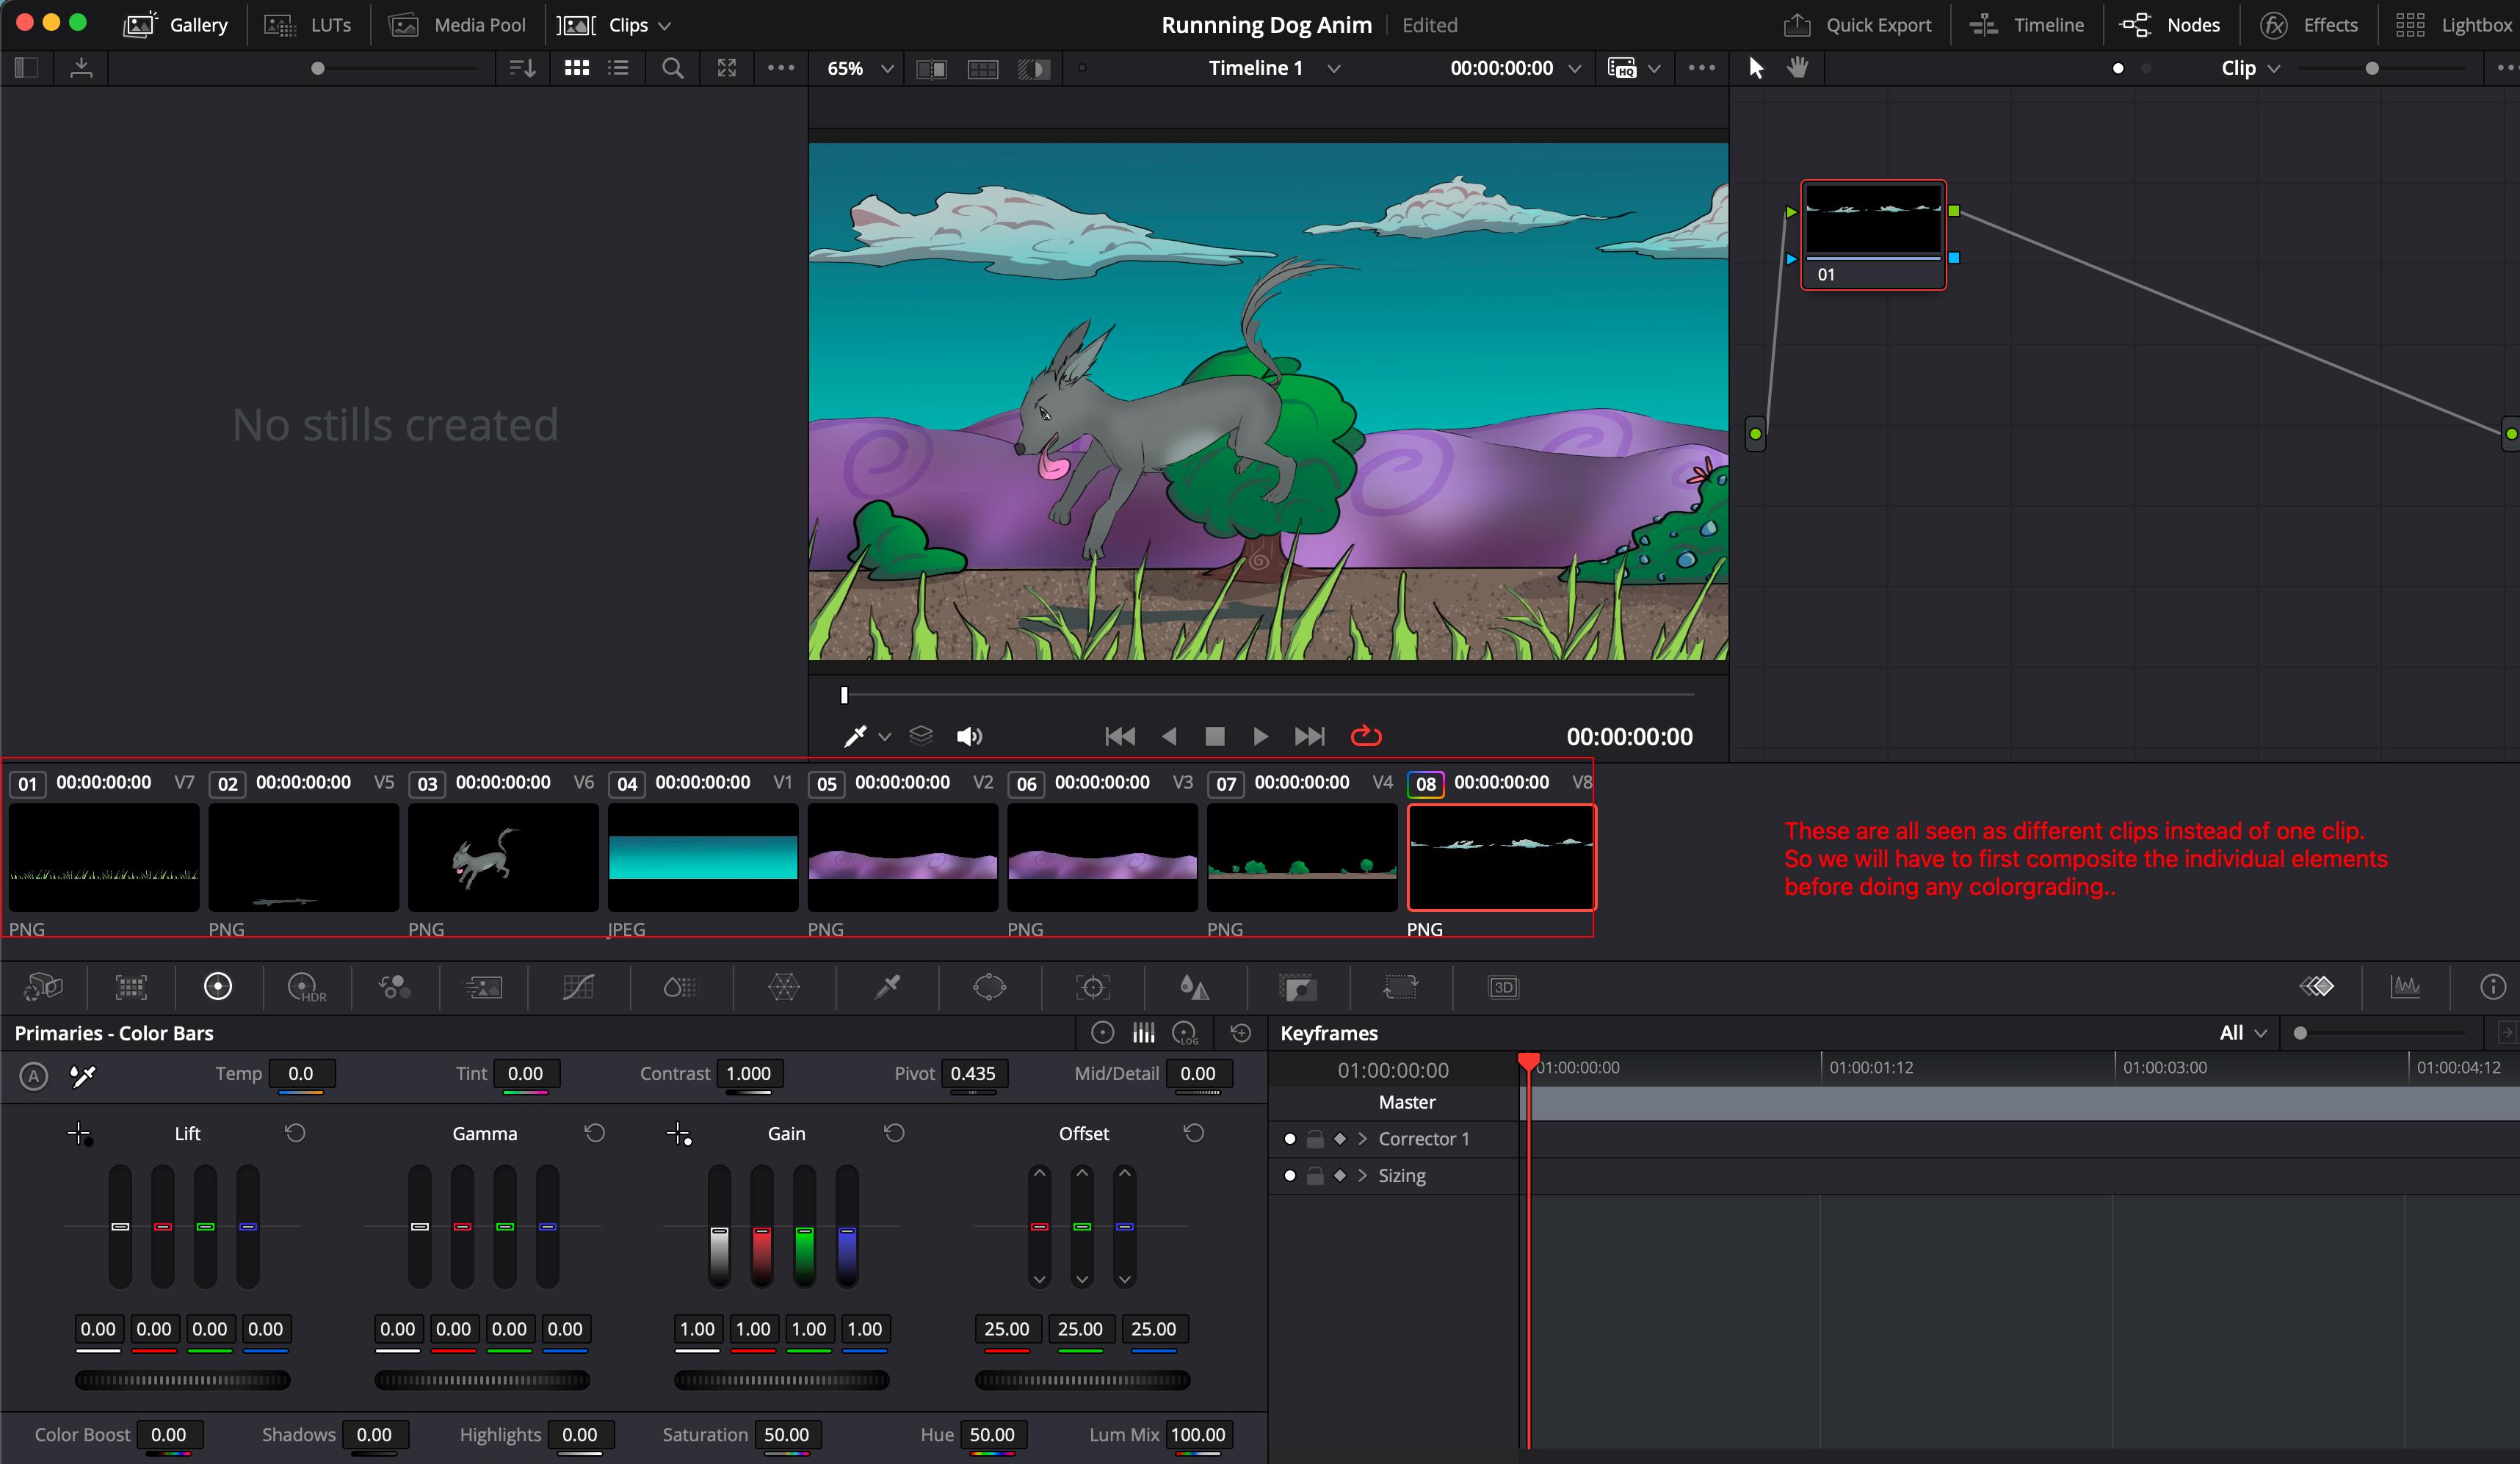 Gallery LUTs Media Pool Clips Runnning Dog Anim Edited Quick Export Timeline Nodes Effects Lightbox
65% Timeline 1 00:00:00:00 HQ Clip
No stills created
01
00:00:00:00
01 00:00:00:00 V7 02 00:00:00:00 V5 03 00:00:00:00 V6 04 00:00:00:00 V1 05 00:00:00:00 V2 06 00:00:00:00 V3 07 00:00:00:00 V4 08 00:00:00:00 V8
PNG PNG PNG JPEG PNG PNG PNG PNG
These are all seen as different clips instead of one clip.
So we will have to first composite the individual elements
before doing any colorgrading..
HDR 3D
Primaries - Color Bars LOG Keyframes All
A Temp 0.0 Tint 0.00 Contrast 1.000 Pivot 0.435 Mid/Detail 0.00
01:00:00:00 01:00:00:00 01:00:01:12 01:00:03:00 01:00:04:12
Master
Lift Gamma Gain Offset
Corrector 1
Sizing
0.00 0.00 0.00 0.00 0.00 0.00 0.00 0.00 1.00 1.00 1.00 1.00 25.00 25.00 25.00
Color Boost 0.00 Shadows 0.00 Highlights 0.00 Saturation 50.00 Hue 50.00 Lum Mix 100.00